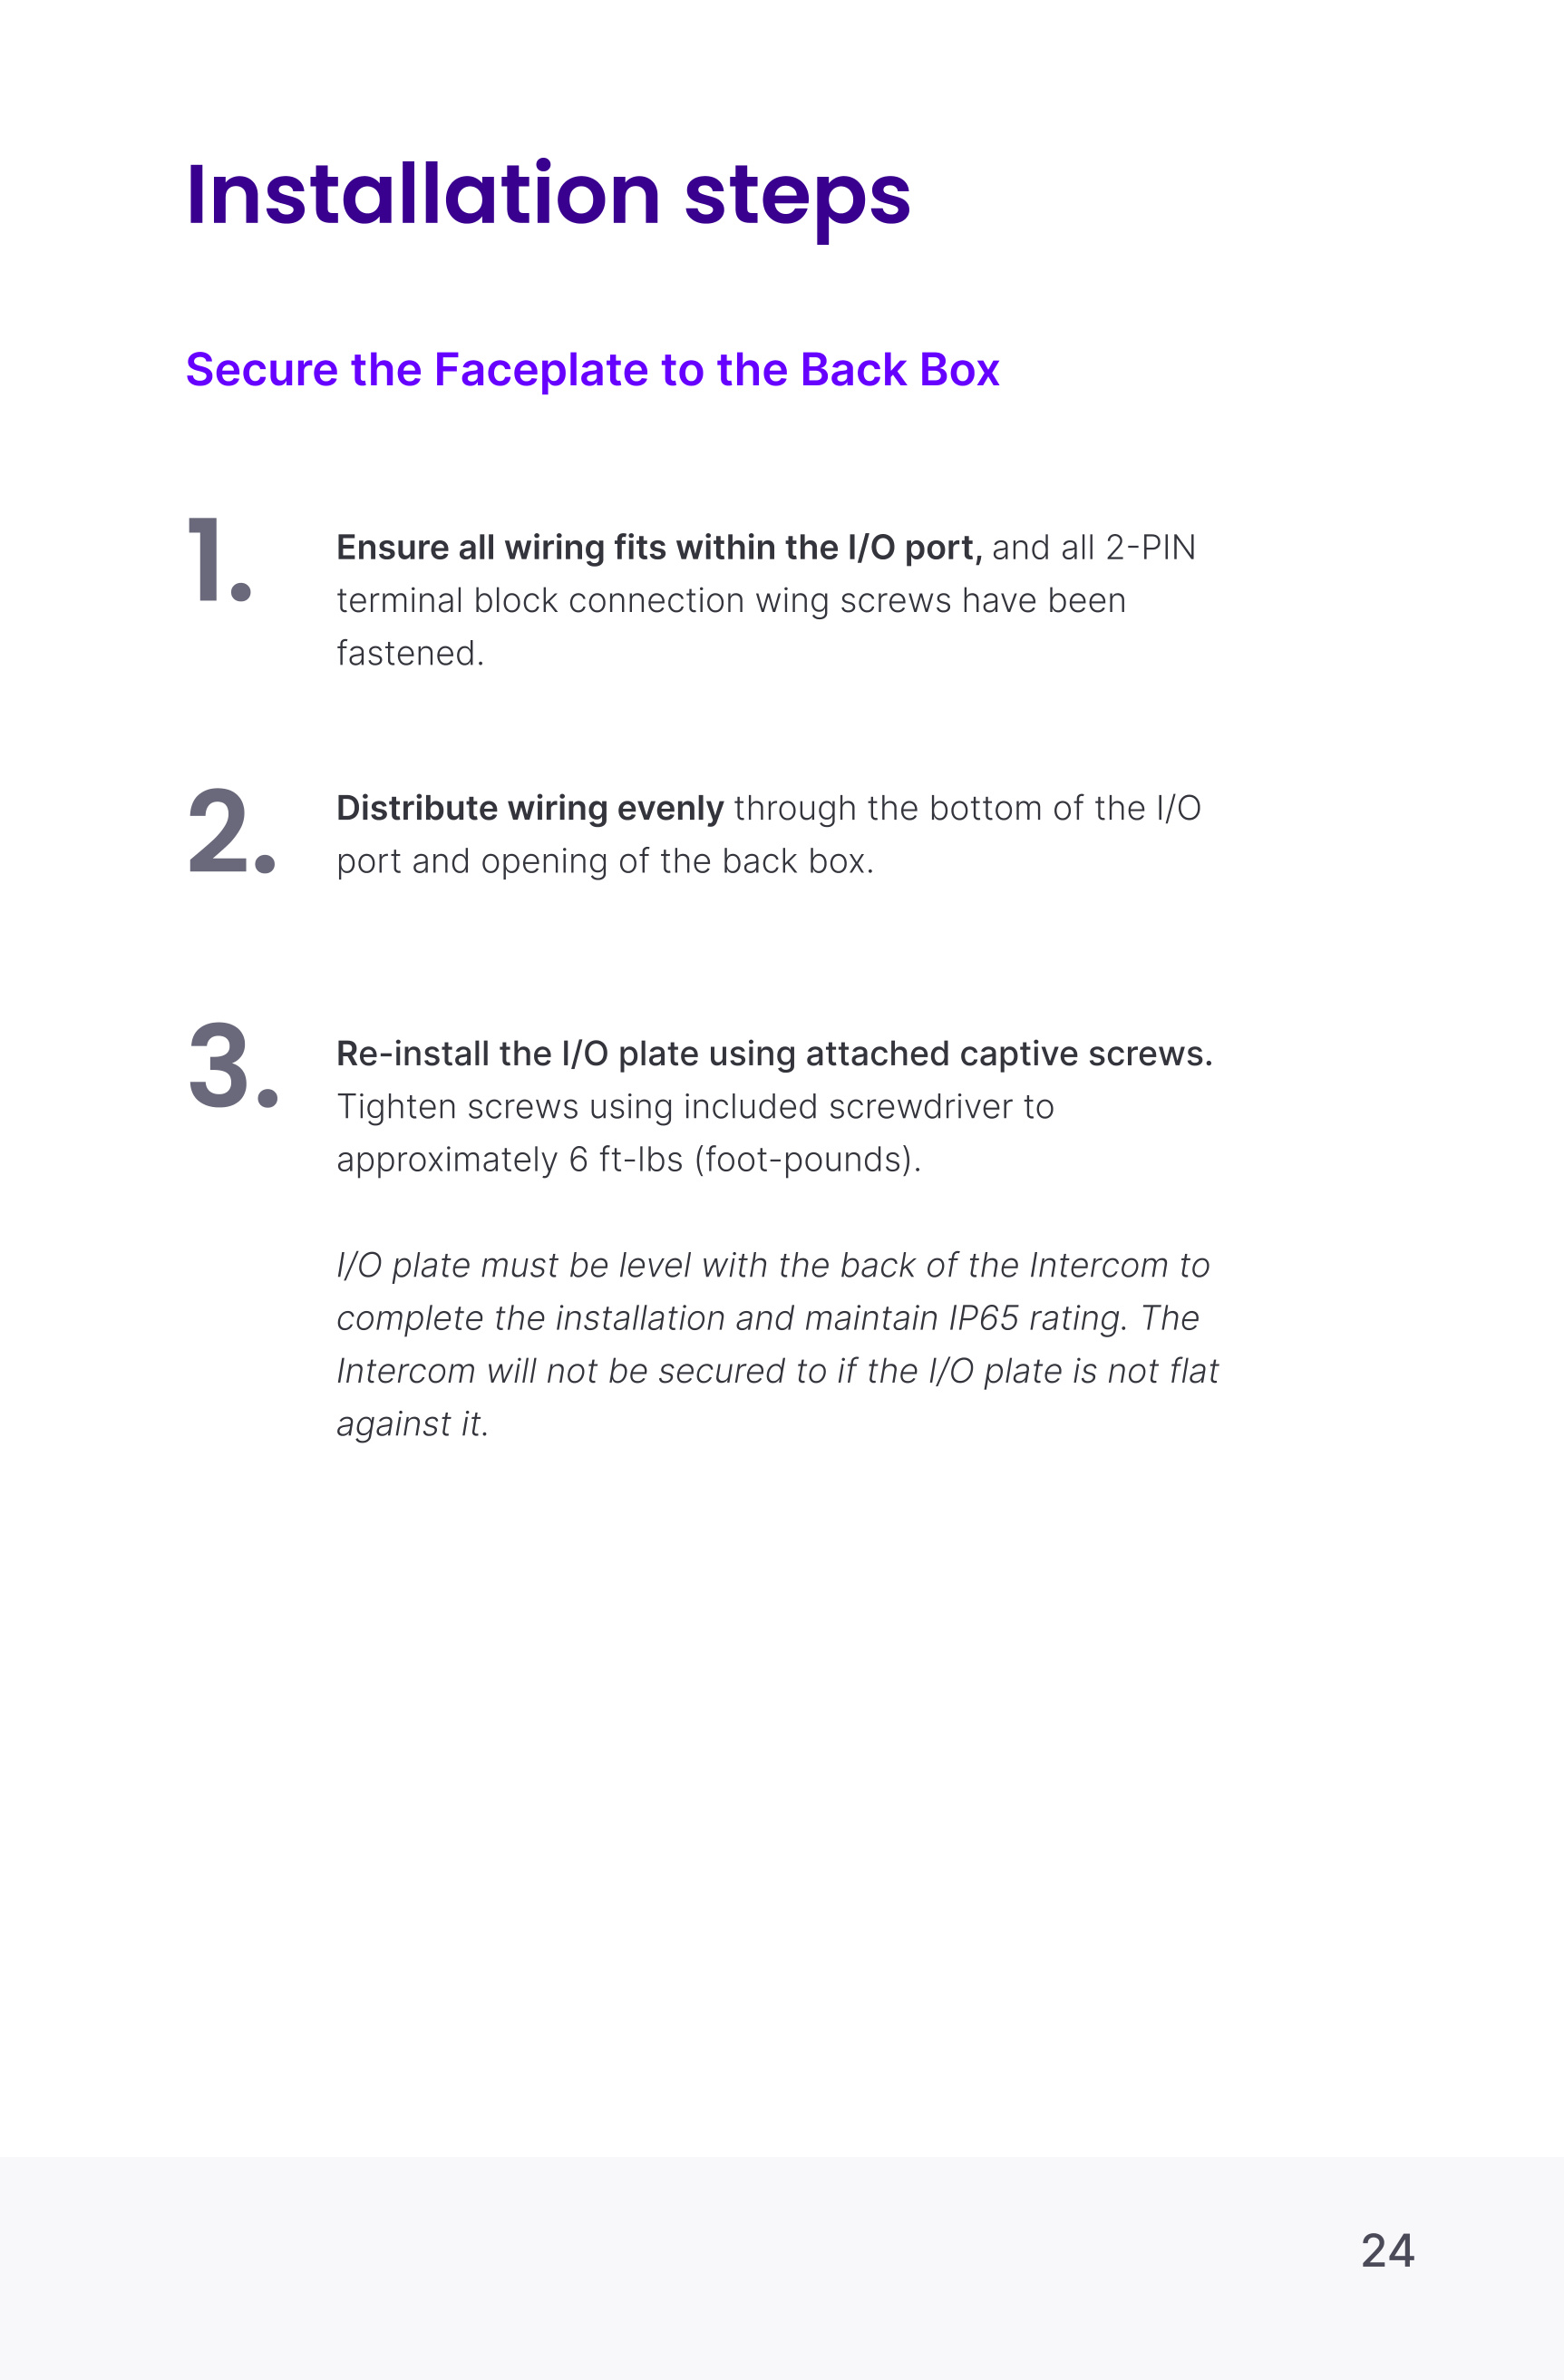 Installation steps
Secure the Faceplate to the Back Box
1.
Ensure all wiring fits within the I/O port, and all 2-PIN
terminal block connection wing screws have been
fastened.
2.
Distribute wiring evenly through the bottom of the I/O
port and opening of the back box.
3.
Re-install the I/O plate using attached captive screws.
Tighten screws using included screwdriver to
approximately 6 ft-lbs (foot-pounds).
I/O plate must be level with the back of the Intercom to
complete the installation and maintain IP65 rating. The
Intercom will not be secured to if the I/O plate is not flat
against it.
24